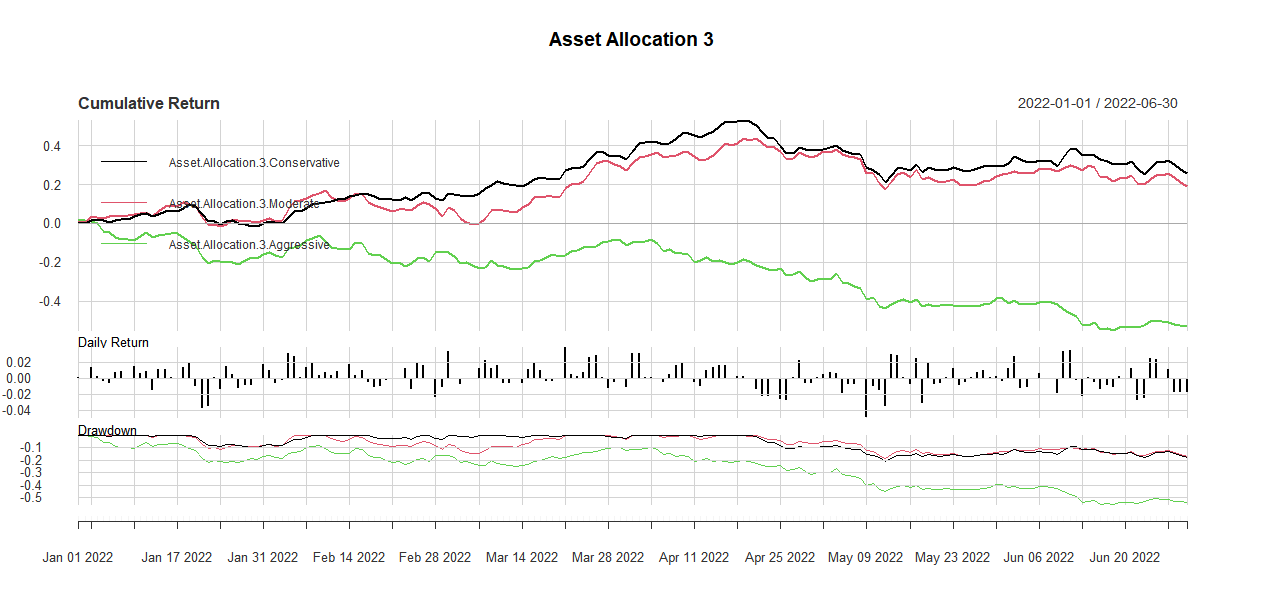 Asset Allocation 3
Cumulative Return
2022-01-01 / 2022-06-30
0.4
0.2
0.0
-0.2
-0.4
Asset.Allocation.3.Conservative
Asset.Allocation.3.Moderate
Asset.Allocation.3.Aggressive
Daily Return
0.02
0.00
-0.02
-0.04
Drawdown
-0.1
-0.2
-0.3
-0.4
-0.5
Jan 01 2022 Jan 17 2022 Jan 31 2022 Feb 14 2022 Feb 28 2022 Mar 14 2022 Mar 28 2022 Apr 11 2022 Apr 25 2022 May 09 2022 May 23 2022 Jun 06 2022 Jun 20 2022